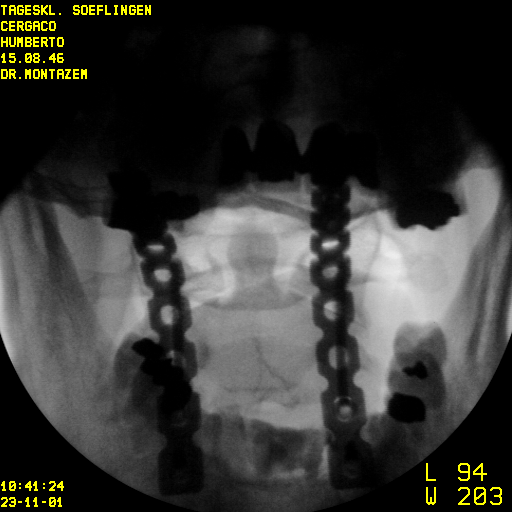 TAGESKL. SOEFLINGEN
CERGACO
HUMBERTO
15.08.46
DR.MONTAZEM
10:41:24
23-11-01
L 94
W 203